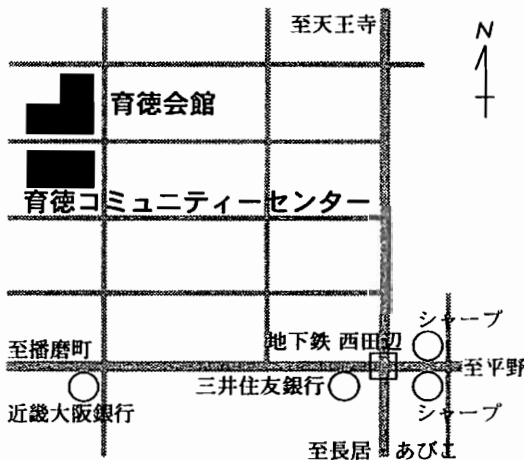 至天王寺
N
育徳会館
育徳コミュニティーセンター
シャープ
地下鉄 西田辺
至播磨町
至平野
三井住友銀行
近畿大阪銀行
シャープ
至長居 あびこ